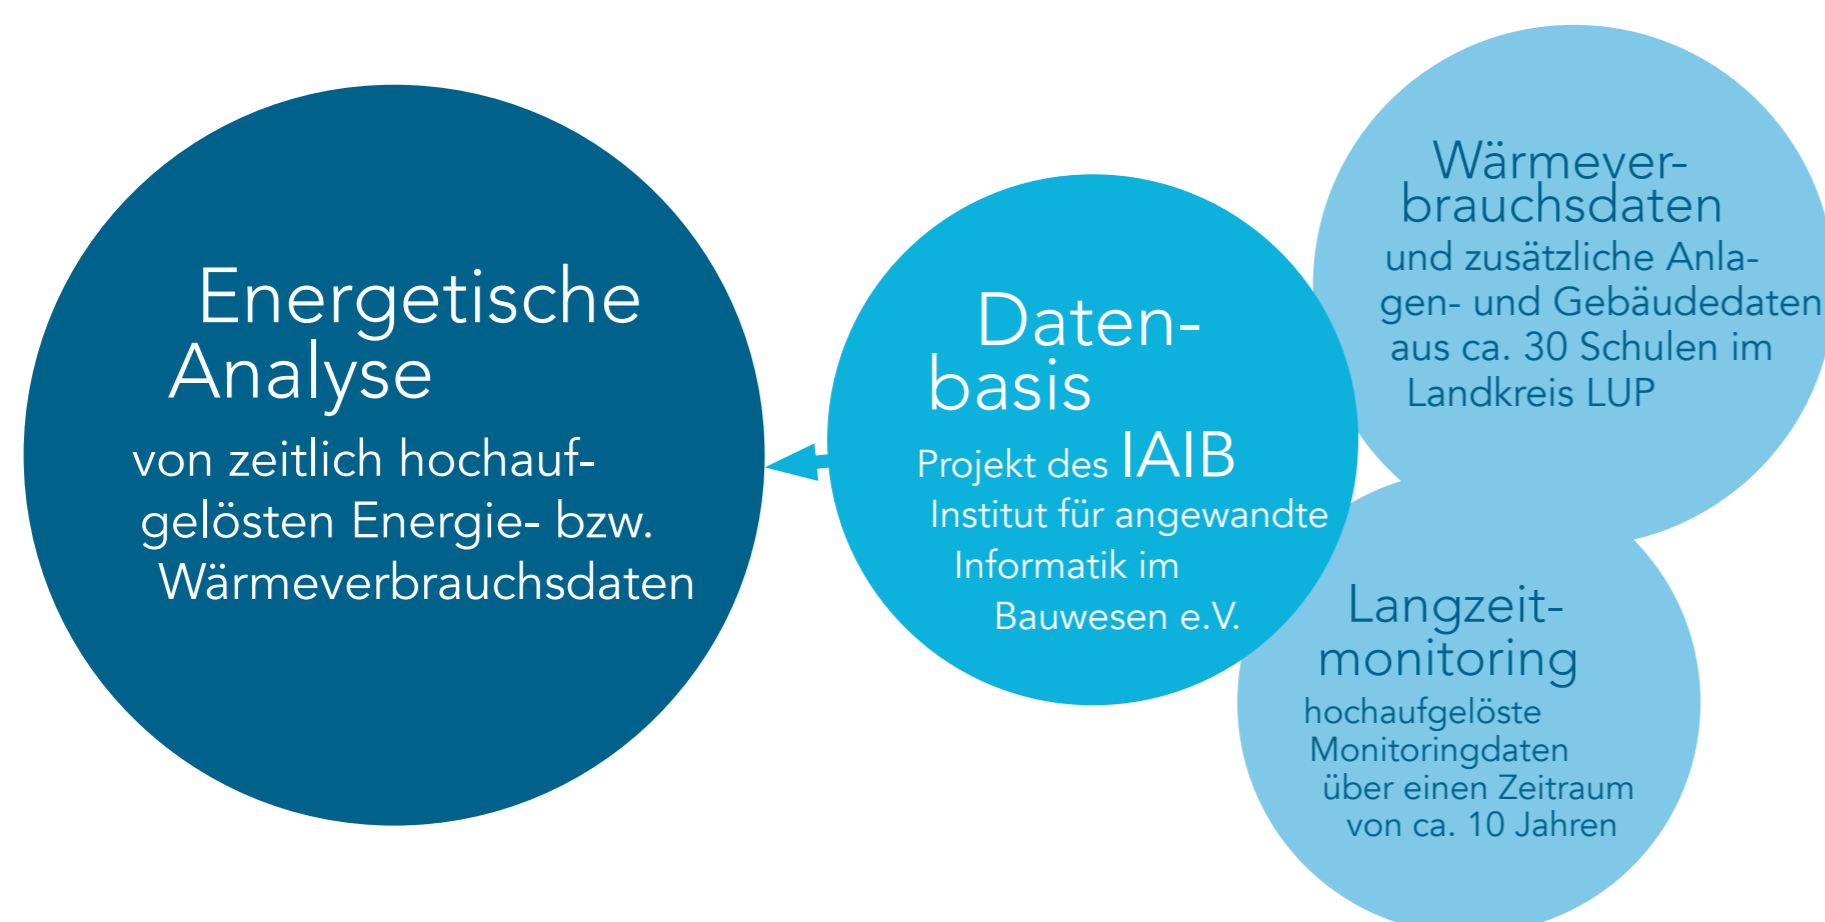 Energetische
Analyse
von zeitlich hochauf-
gelösten Energie- bzw.
Wärmeverbrauchsdaten
Daten-
basis
Projekt des IAIB
Institut für angewandte
Informatik im
Bauwesen e.V.
Wärmever-
brauchsdaten
und zusätzliche Anla-
gen- und Gebäudedaten
aus ca. 30 Schulen im
Landkreis LUP
Langzeit-
monitoring
hochaufgelöste
Monitoringdaten
über einen Zeitraum
von ca. 10 Jahren